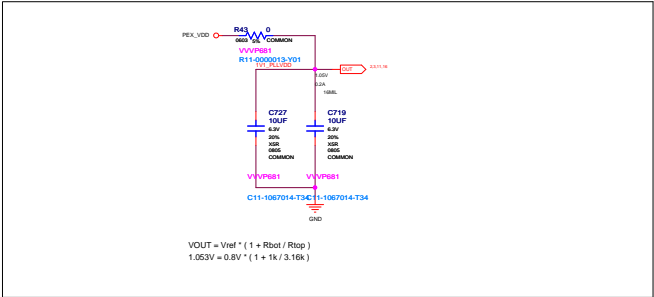 R43 0
PEX_VDD
0603 5% COMMON
VVVP681
R11-0000013-Y01
1V1_PLLVDD
OUT
1.05V
0.2A
16MIL
C727
10UF
6.3V
20%
X5R
0805
COMMON
C719
10UF
6.3V
20%
X5R
0805
COMMON
VVVP681
VVVP681
C11-1067014-T34
C11-1067014-T34
GND
VOUT = Vref * ( 1 + Rbot / Rtop )
1.053V = 0.8V * ( 1 + 1k / 3.16k )